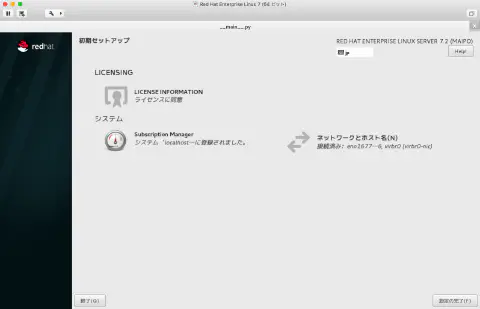 Red Hat Enterprise Linux 7 (64 ビット)
__main__.py
redhat
初期セットアップ
RED HAT ENTERPRISE LINUX SERVER 7.2 (MAIPO)
jp
Help!
LICENSING
LICENSE INFORMATION
ライセンスに同意
システム
Subscription Manager
システム 'localhost…に登録されました。
ネットワークとホスト名(N)
接続済み: eno1677…6, virbr0 (virbr0-nic)
終了(Q)
設定の完了(F)